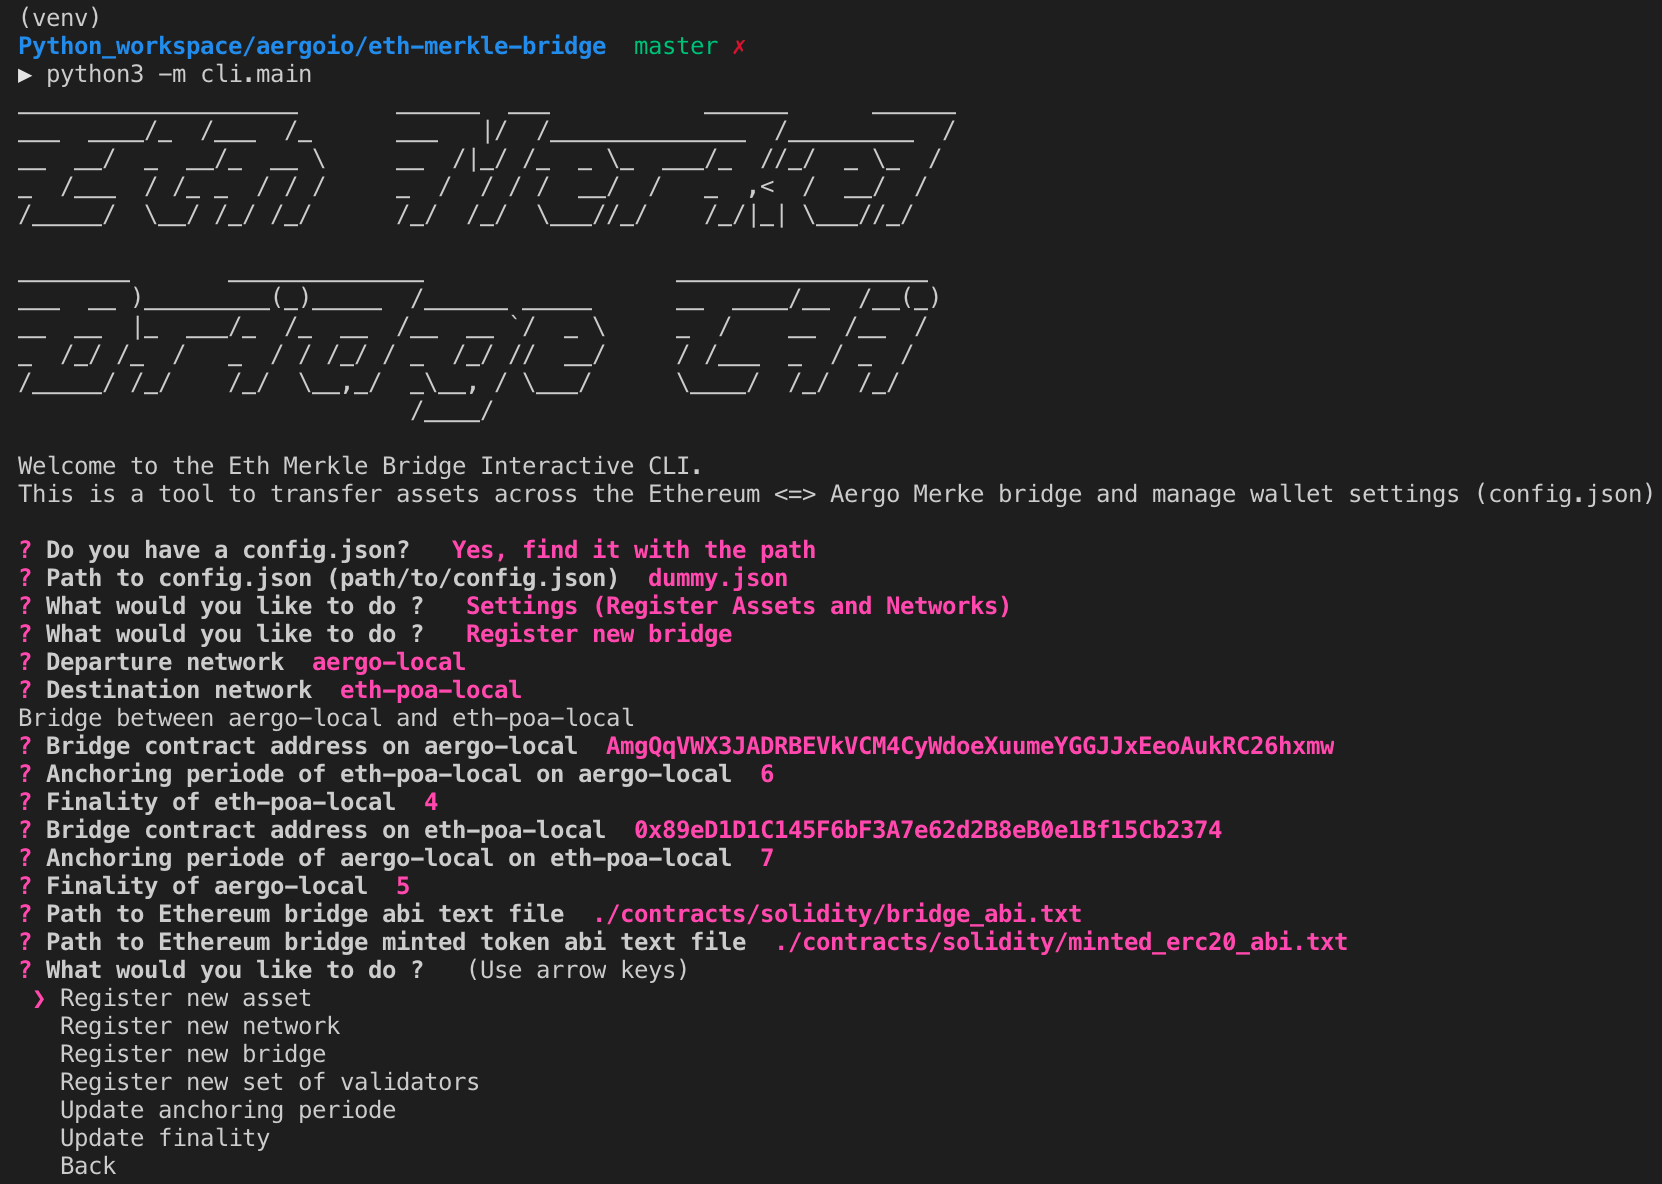 (venv)
Python_workspace/aergoio/eth-merkle-bridge master ✗
▶ python3 -m cli.main
Eth Merkel
Bridge Cli
Welcome to the Eth Merkle Bridge Interactive CLI.
This is a tool to transfer assets across the Ethereum <=> Aergo Merke bridge and manage wallet settings (config.json)
? Do you have a config.json? Yes, find it with the path
? Path to config.json (path/to/config.json) dummy.json
? What would you like to do ? Settings (Register Assets and Networks)
? What would you like to do ? Register new bridge
? Departure network aergo-local
? Destination network eth-poa-local
Bridge between aergo-local and eth-poa-local
? Bridge contract address on aergo-local AmgQqVWX3JADRBEVkVCM4CyWdoeXuumeYGGJJxEeoAukRC26hxmw
? Anchoring periode of eth-poa-local on aergo-local 6
? Finality of eth-poa-local 4
? Bridge contract address on eth-poa-local 0x89eD1D1C145F6bF3A7e62d2B8eB0e1Bf15Cb2374
? Anchoring periode of aergo-local on eth-poa-local 7
? Finality of aergo-local 5
? Path to Ethereum bridge abi text file ./contracts/solidity/bridge_abi.txt
? Path to Ethereum bridge minted token abi text file ./contracts/solidity/minted_erc20_abi.txt
? What would you like to do ? (Use arrow keys)
❯ Register new asset
Register new network
Register new bridge
Register new set of validators
Update anchoring periode
Update finality
Back